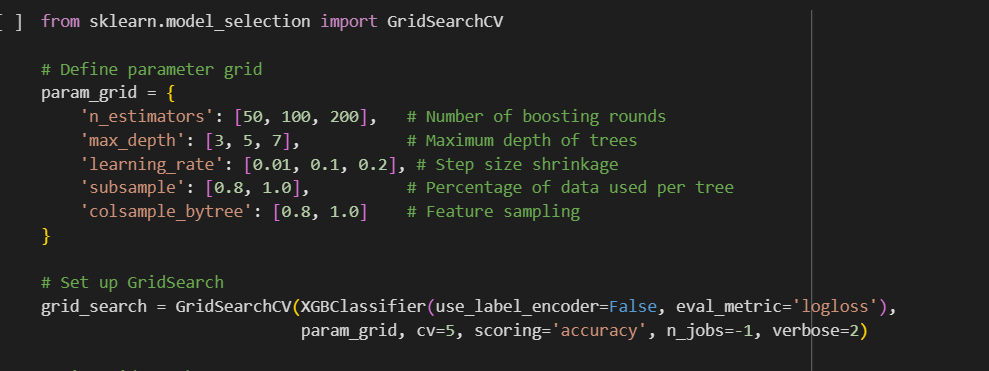 [ ] from sklearn.model_selection import GridSearchCV
# Define parameter grid
param_grid = {
    'n_estimators': [50, 100, 200],   # Number of boosting rounds
    'max_depth': [3, 5, 7],           # Maximum depth of trees
    'learning_rate': [0.01, 0.1, 0.2], # Step size shrinkage
    'subsample': [0.8, 1.0],          # Percentage of data used per tree
    'colsample_bytree': [0.8, 1.0]    # Feature sampling
}
# Set up GridSearch
grid_search = GridSearchCV(XGBClassifier(use_label_encoder=False, eval_metric='logloss'),
                           param_grid, cv=5, scoring='accuracy', n_jobs=-1, verbose=2)